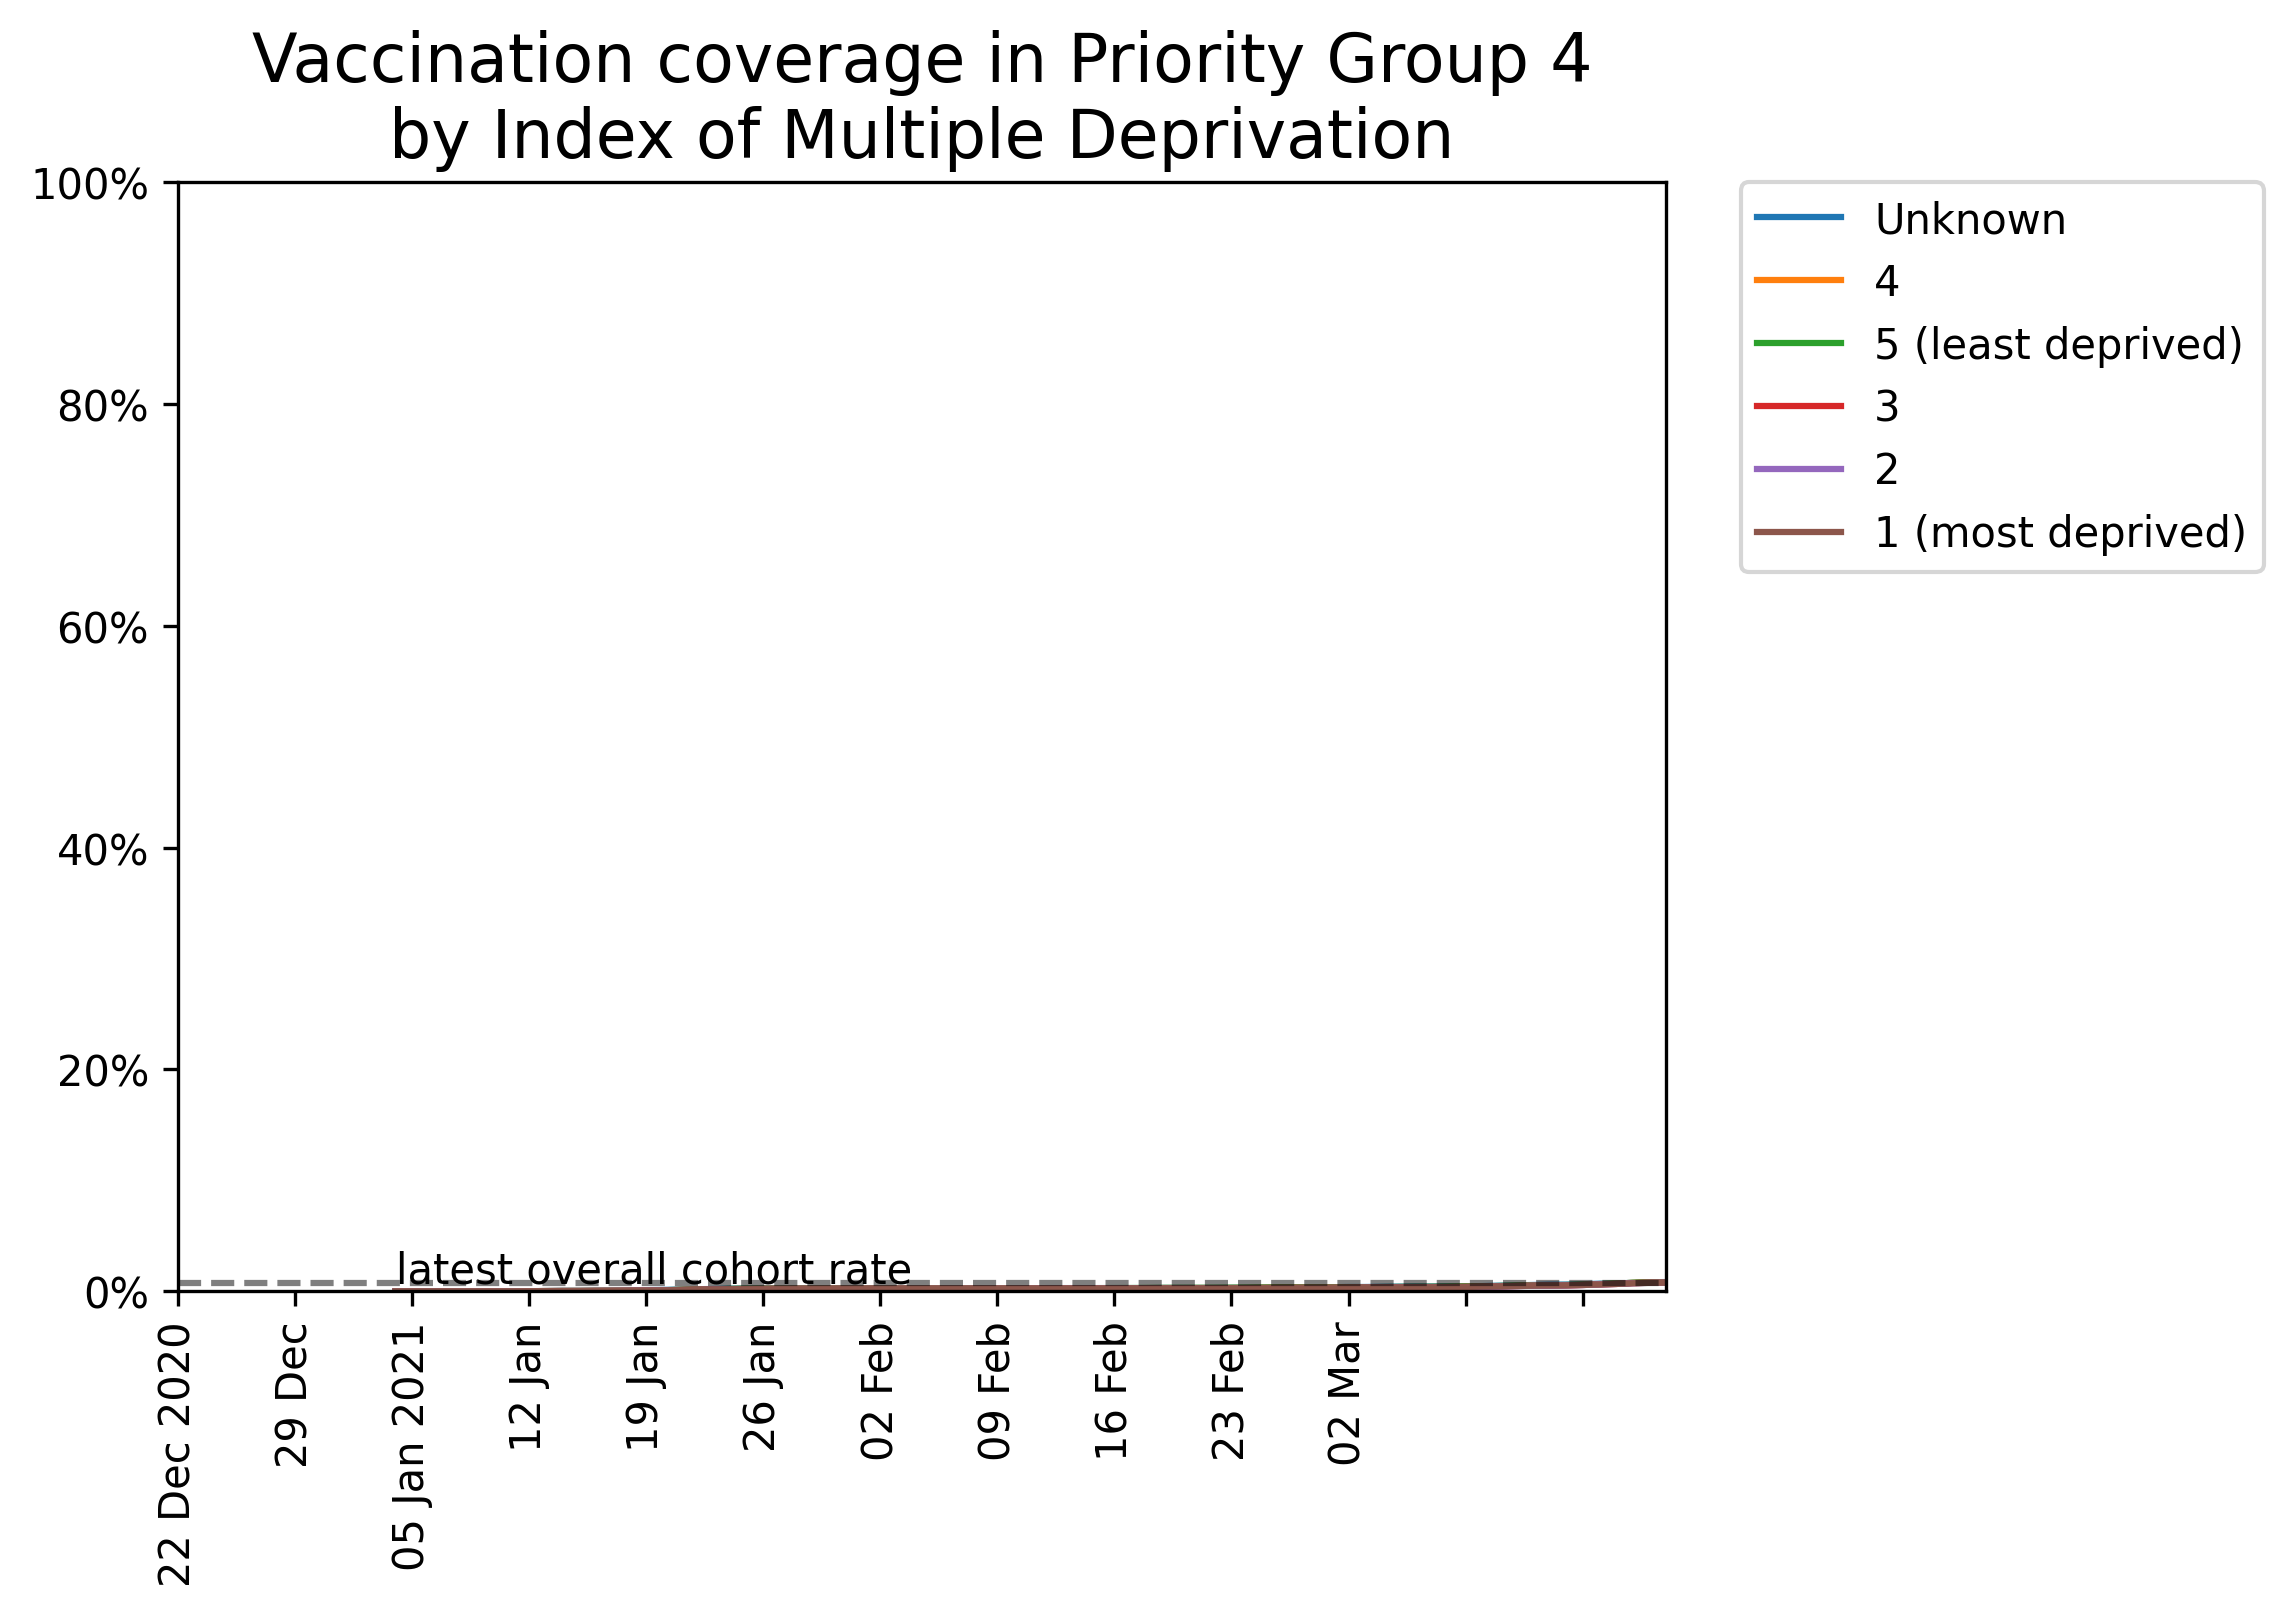 Vaccination coverage in Priority Group 4
by Index of Multiple Deprivation
100%
80%
60%
40%
20%
0%
latest overall cohort rate
22 Dec 2020
29 Dec
05 Jan 2021
12 Jan
19 Jan
26 Jan
02 Feb
09 Feb
16 Feb
23 Feb
02 Mar
Unknown
4
5 (least deprived)
3
2
1 (most deprived)